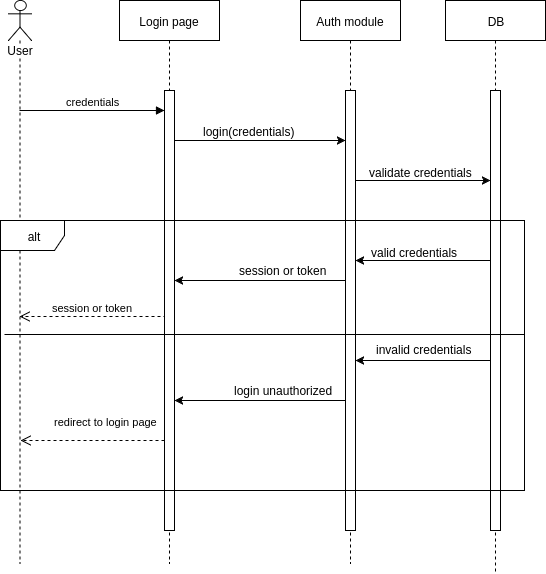 Login page
Auth module
DB
User
credentials
login(credentials)
validate credentials
alt
valid credentials
session or token
session or token
invalid credentials
login unauthorized
redirect to login page